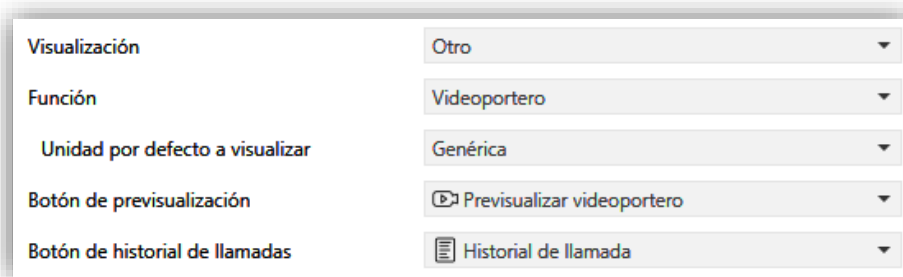 Visualización Otro
Función Videoportero
Unidad por defecto a visualizar Genérica
Botón de previsualización Previsualizar videoportero
Botón de historial de llamadas Historial de llamada